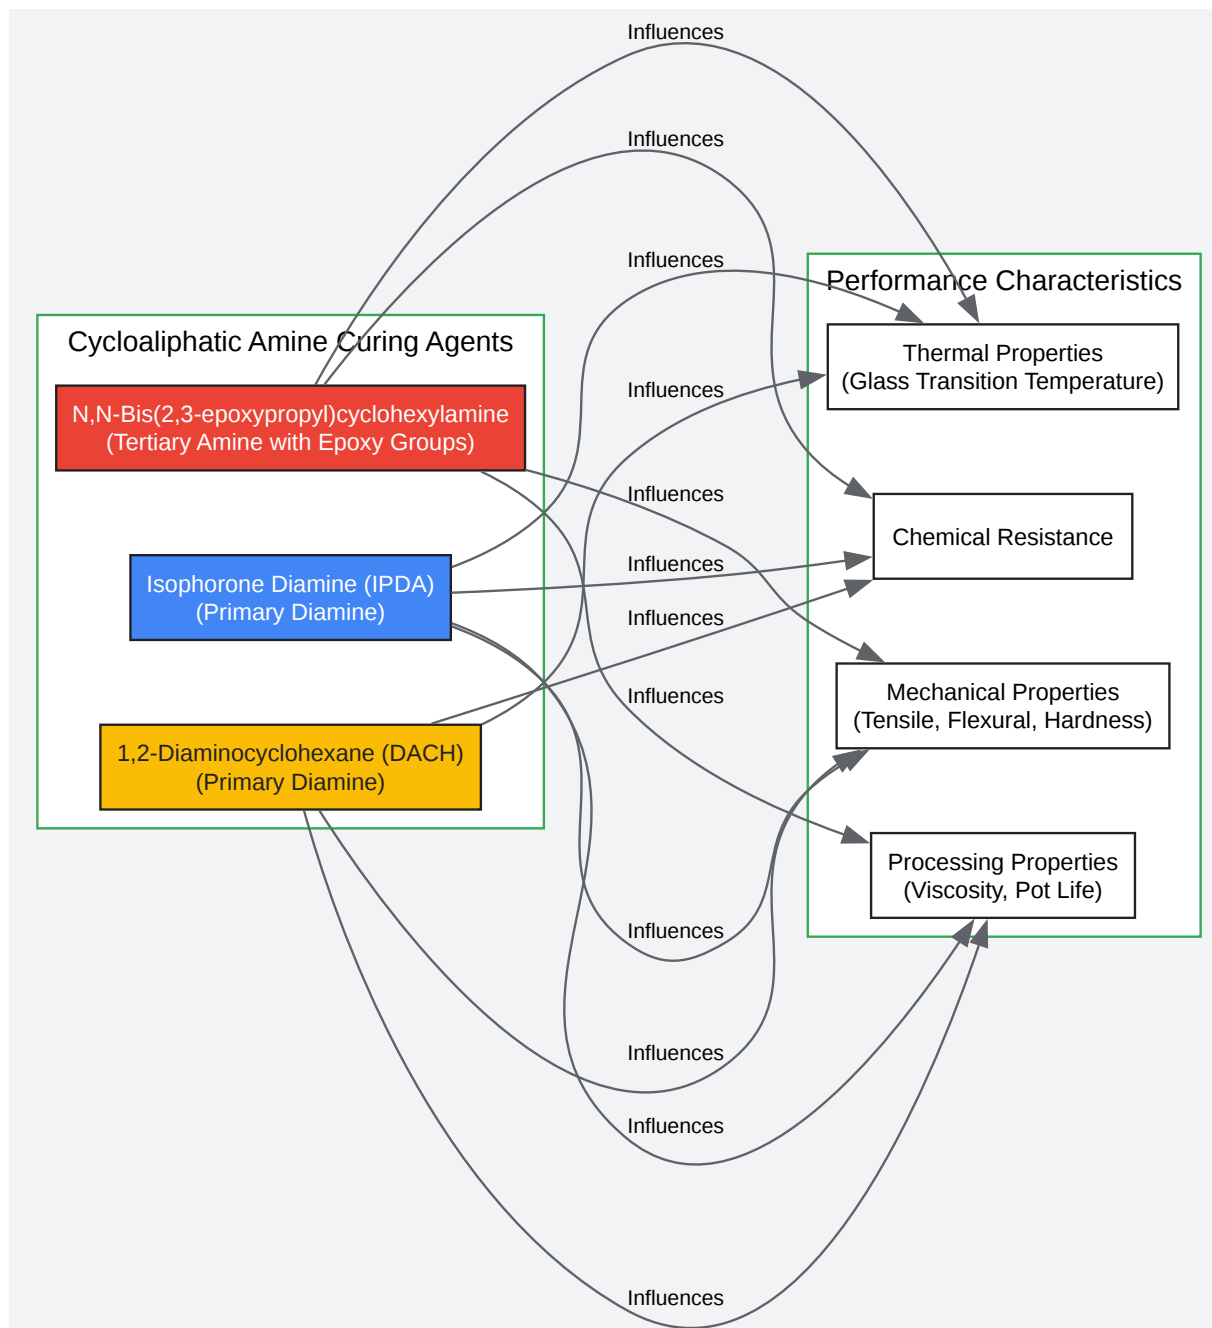 Influences
Influences
Influences
Performance Characteristics
Cycloaliphatic Amine Curing Agents
Thermal Properties
(Glass Transition Temperature)
Influences
N,N-Bis(2,3-epoxypropyl)cyclohexylamine
(Tertiary Amine with Epoxy Groups)
Influences
Chemical Resistance
Influences
Isophorone Diamine (IPDA)
(Primary Diamine)
Influences
Mechanical Properties
(Tensile, Flexural, Hardness)
Influences
1,2-Diaminocyclohexane (DACH)
(Primary Diamine)
Processing Properties
(Viscosity, Pot Life)
Influences
Influences
Influences
Influences